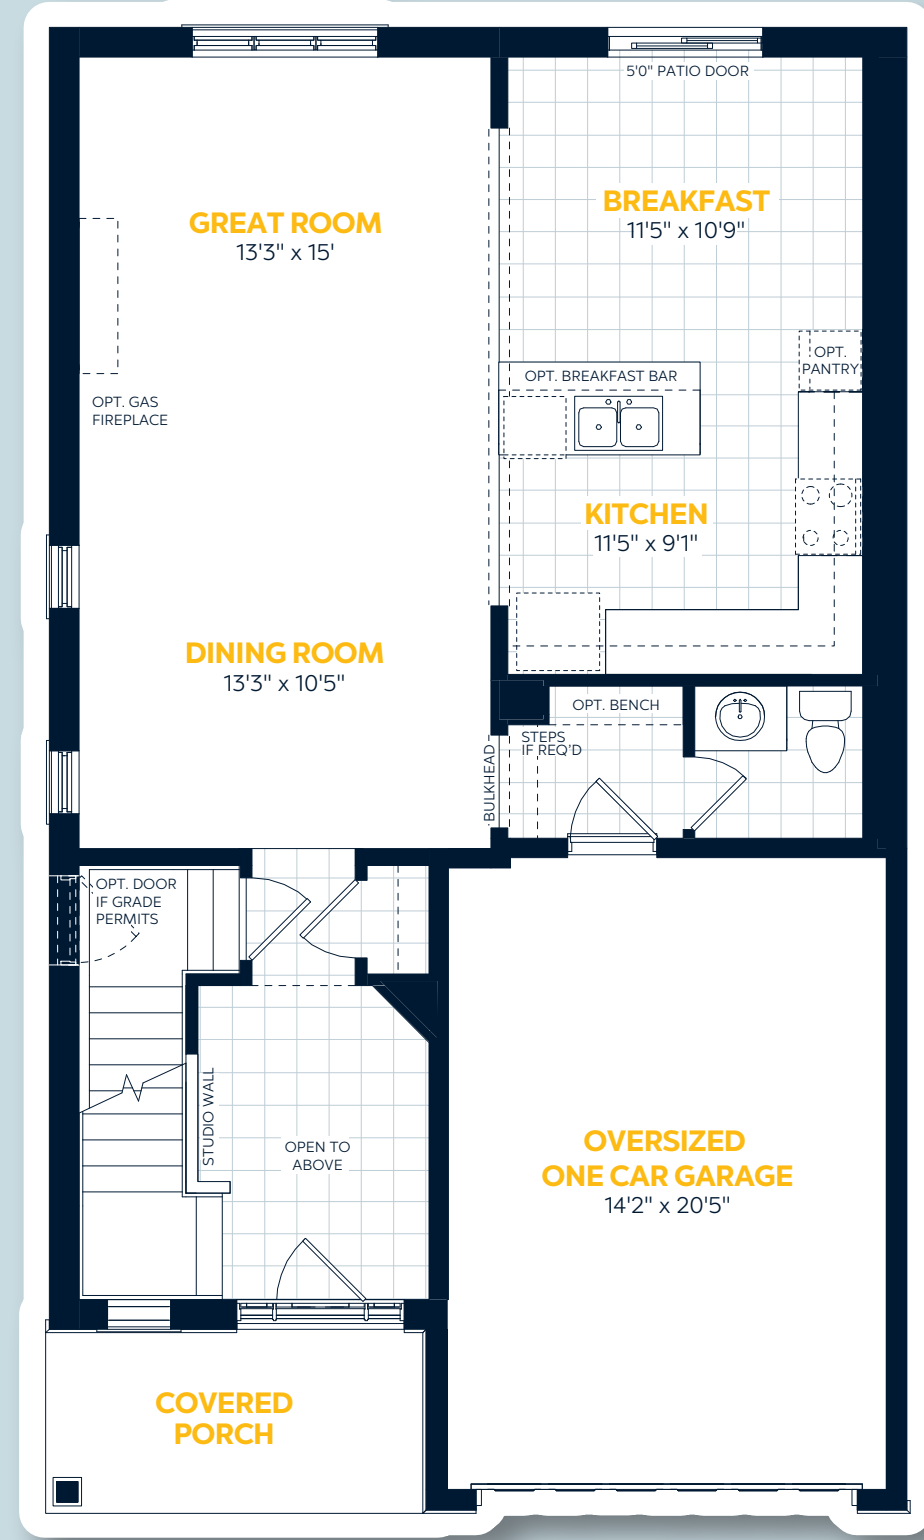 5'0" PATIO DOOR
GREAT ROOM
13'3" x 15'
BREAKFAST
11'5" x 10'9"
OPT.
PANTRY
OPT. BREAKFAST BAR
OPT. GAS
FIREPLACE
KITCHEN
11'5" x 9'1"
DINING ROOM
13'3" x 10'5"
OPT. BENCH
STEPS
IF REQ'D
BULKHEAD
OPT. DOOR
IF GRADE
PERMITS
STUDIO WALL
OPEN TO
ABOVE
OVERSIZED
ONE CAR GARAGE
14'2" x 20'5"
COVERED
PORCH